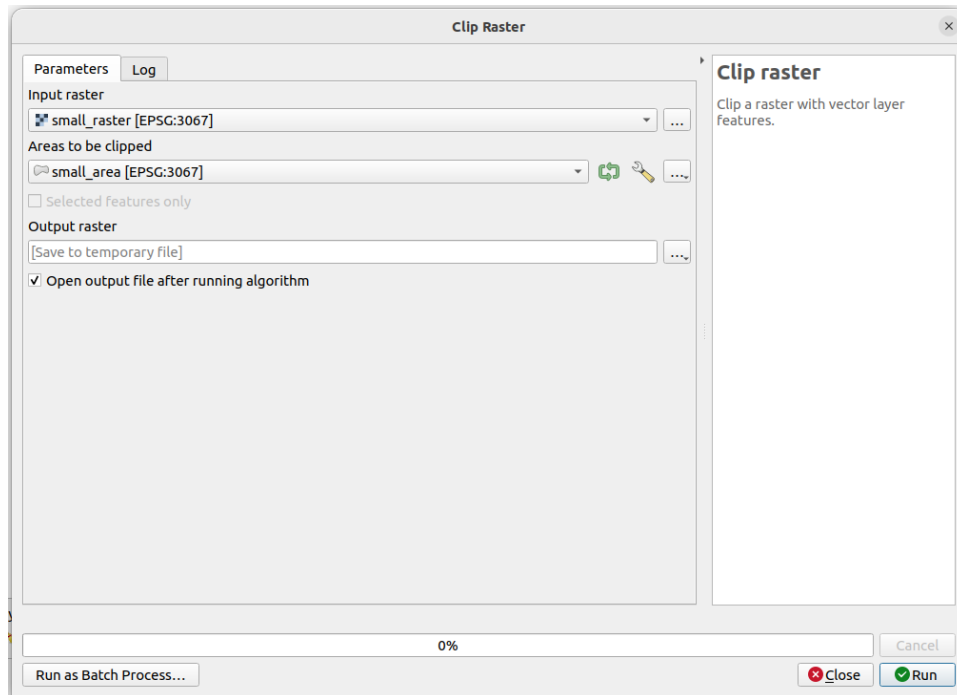 Clip Raster
Parameters
Log
Clip raster
Clip a raster with vector layer
features.
Input raster
small_raster [EPSG:3067]
...
Areas to be clipped
small_area [EPSG:3067]
...
Selected features only
Output raster
[Save to temporary file]
...
Open output file after running algorithm
0%
Cancel
Run as Batch Process...
Close
Run